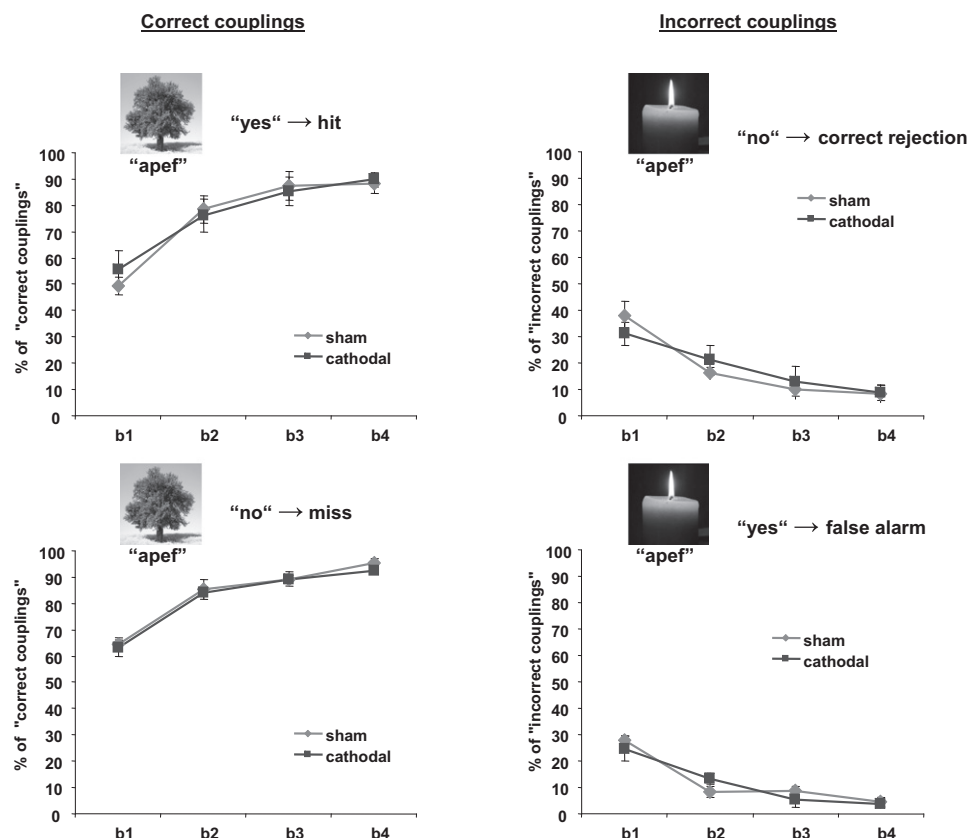 Correct couplings
"yes“ → hit
“apef”
% of "correct couplings"
100
90
80
70
60
50
40
30
20
10
0
sham
cathodal
b1 b2 b3 b4
Incorrect couplings
"no“ → correct rejection
“apef”
% of "incorrect couplings"
100
90
80
70
60
50
40
30
20
10
0
sham
cathodal
b1 b2 b3 b4
“no“ → miss
“apef”
% of "correct couplings"
100
90
80
70
60
50
40
30
20
10
0
sham
cathodal
b1 b2 b3 b4
"yes“ → false alarm
“apef”
% of "incorrect couplings"
100
90
80
70
60
50
40
30
20
10
0
sham
cathodal
b1 b2 b3 b4